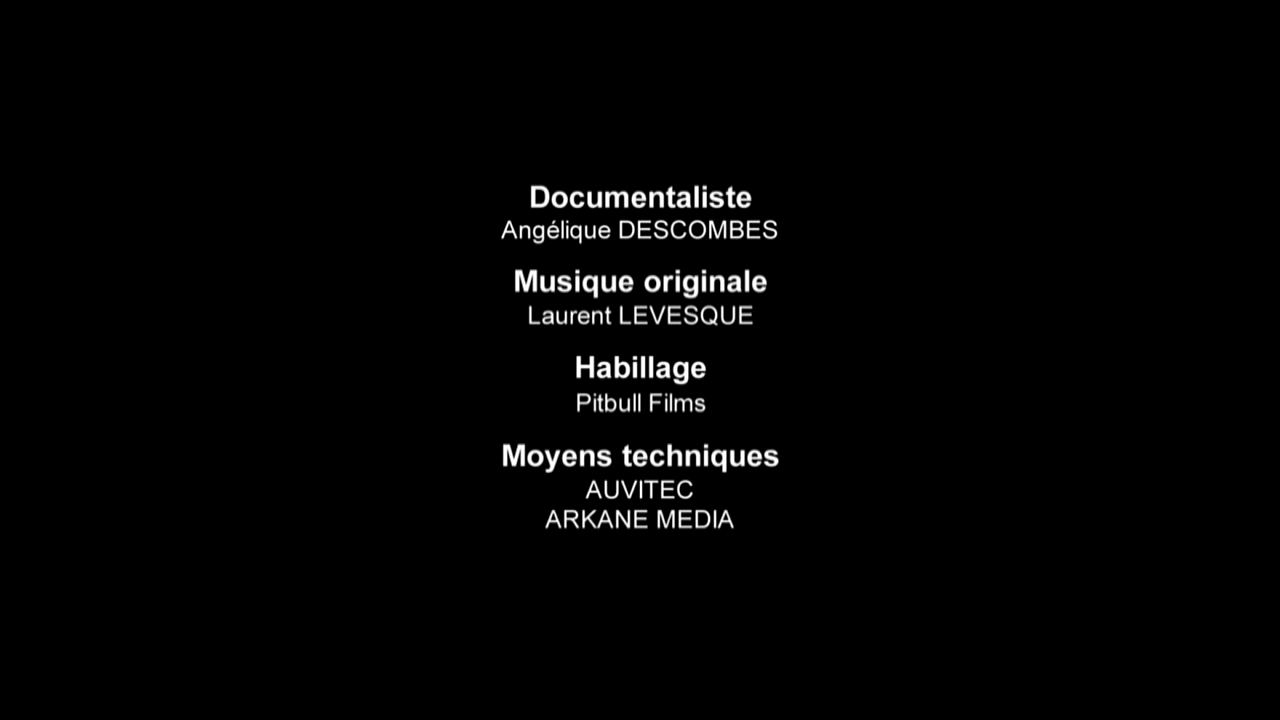 Documentaliste
Angélique DESCOMBES
Musique originale
Laurent LEVESQUE
Habillage
Pitbull Films
Moyens techniques
AUVITEC
ARKANE MEDIA